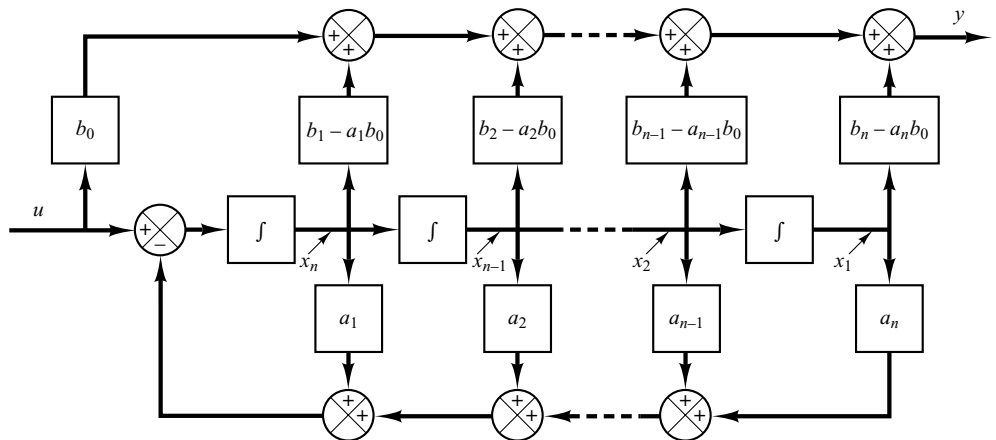 y
+ + + + + + + +
b₀ b₁ – a₁b₀ b₂ – a₂b₀ bₙ₋₁ – aₙ₋₁b₀ bₙ – aₙb₀
u
+ – ∫ ∫ ∫
xₙ xₙ₋₁ x₂ x₁
a₁ a₂ aₙ₋₁ aₙ
+ + + + + +